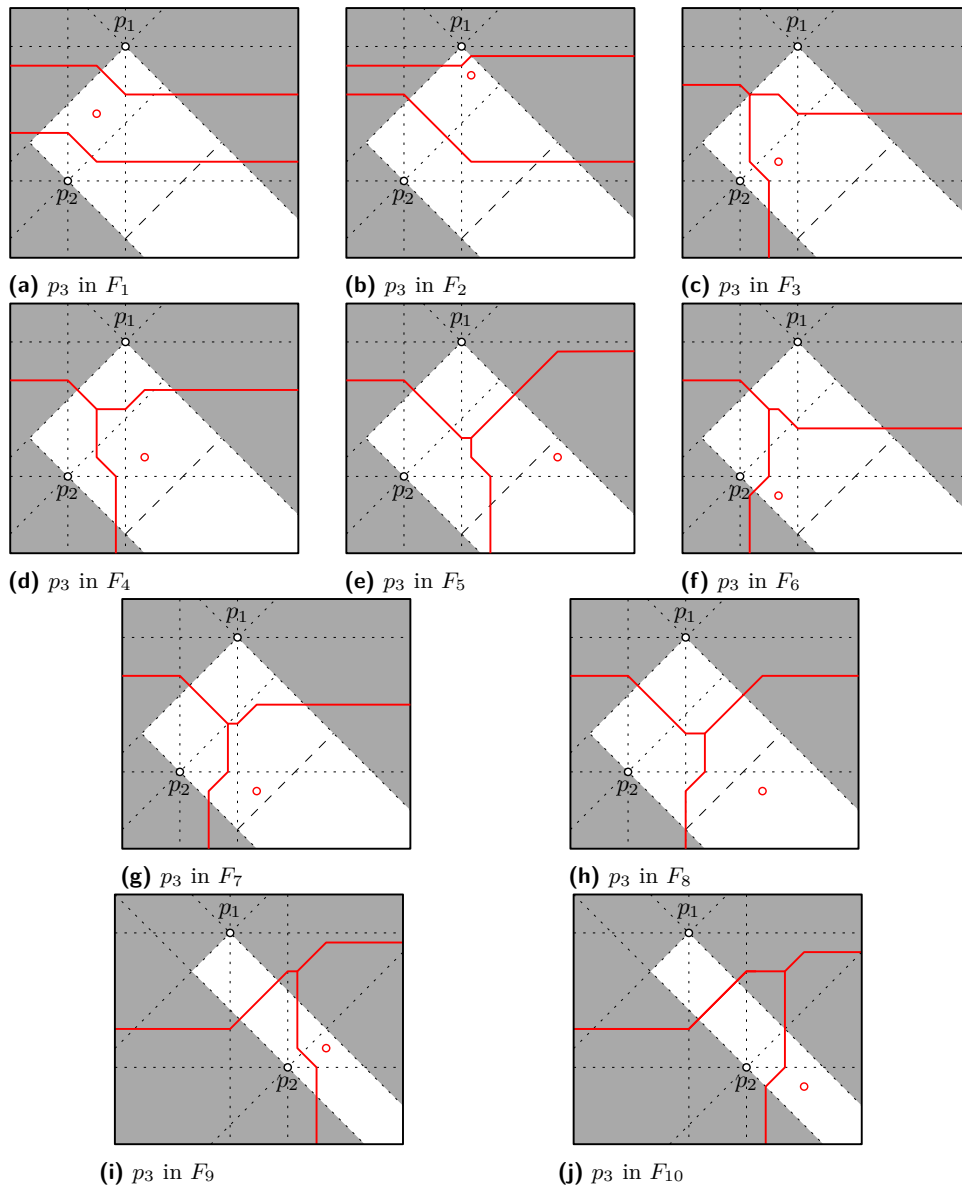 p₁ p₁ p₁
p₂ p₂ p₂
(a) p₃ in F₁ (b) p₃ in F₂ (c) p₃ in F₃
p₁ p₁ p₁
p₂ p₂ p₂
(d) p₃ in F₄ (e) p₃ in F₅ (f) p₃ in F₆
p₁ p₁
p₂ p₂
(g) p₃ in F₇ (h) p₃ in F₈
p₁ p₁
p₂ p₂
(i) p₃ in F₉ (j) p₃ in F₁₀